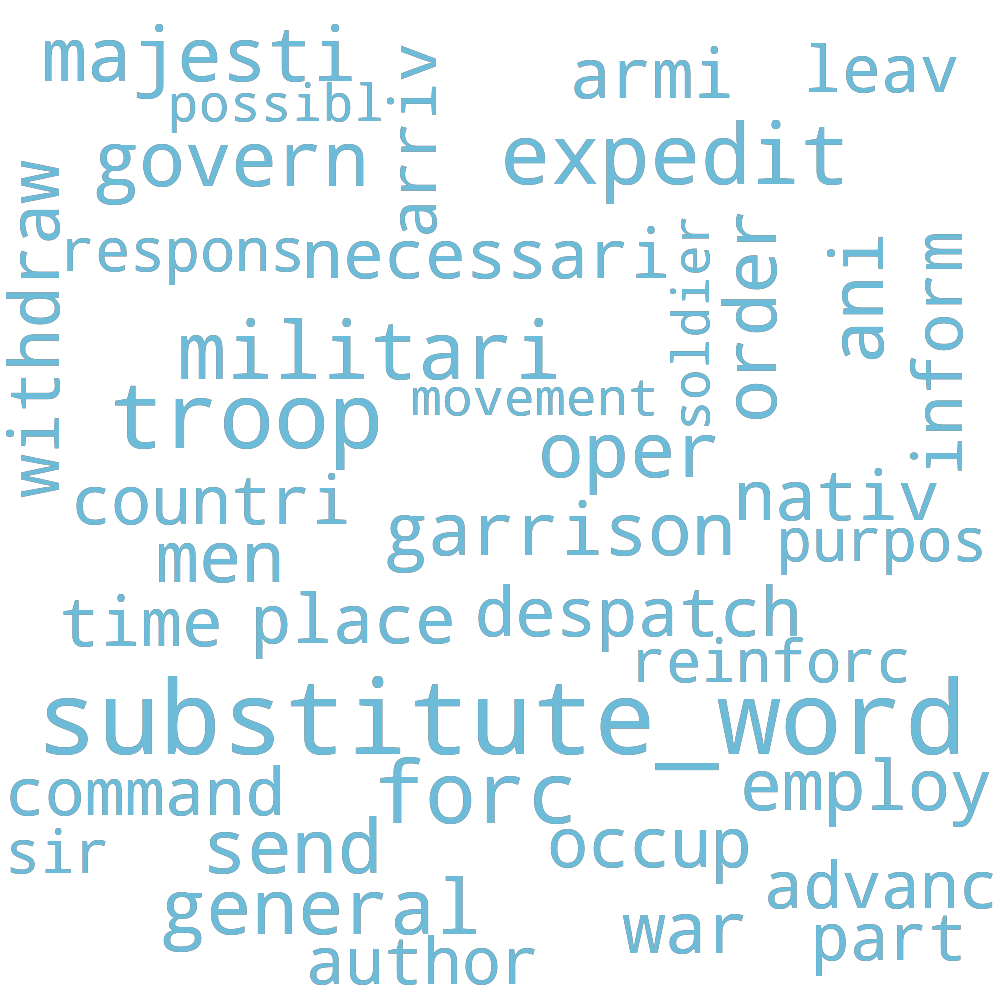 majesti
armi
leav
possibl
arriv
govern
expedit
withdraw
respons
necessari
soldier
order
ani
inform
militari
troop
movement
oper
countri
nativ
garrison
purpos
men
time
place
despatch
reinforc
substitute_word
command
forc
employ
sir
send
occup
general
advanc
war
part
author